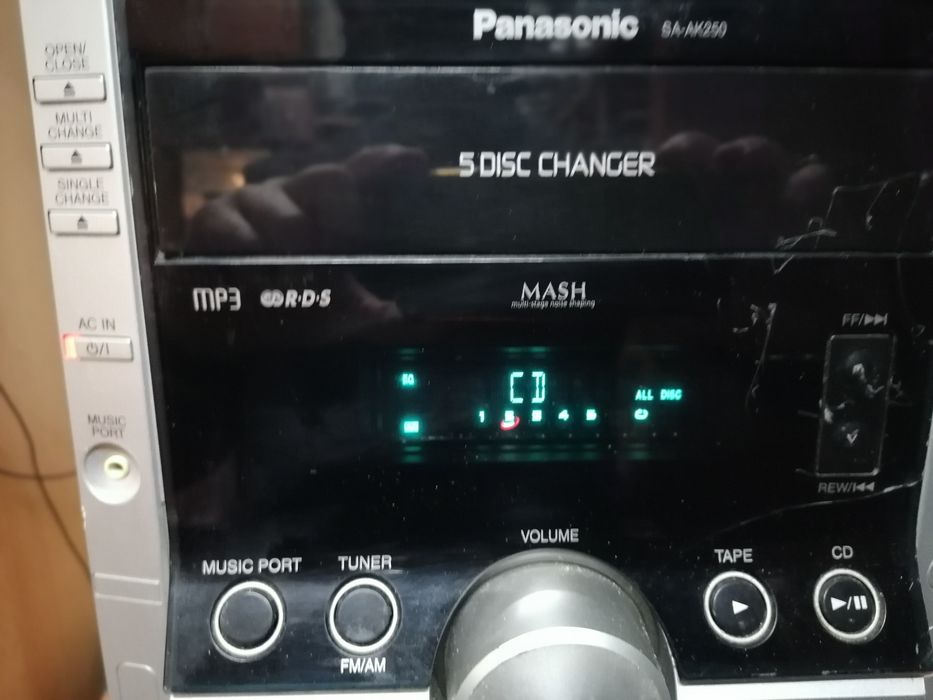 Panasonic SA-AK250
OPEN/
CLOSE
MULTI
CHANGE
SINGLE
CHANGE
5 DISC CHANGER
MP3 R·D·S
MASH
multi-stage noise shaping
AC IN
⏻/I
FF/▶▶|
EQ
CD
ALL DISC
1 2 3 4 5
MUSIC
PORT
REW/|◀◀
VOLUME
MUSIC PORT
TUNER
TAPE
CD
▶
▶/❚❚
FM/AM